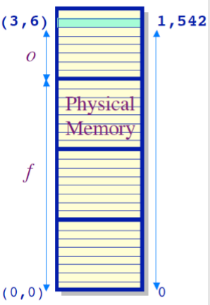 (3,6) 1,542
o
Physical
Memory
f
(0,0) 0